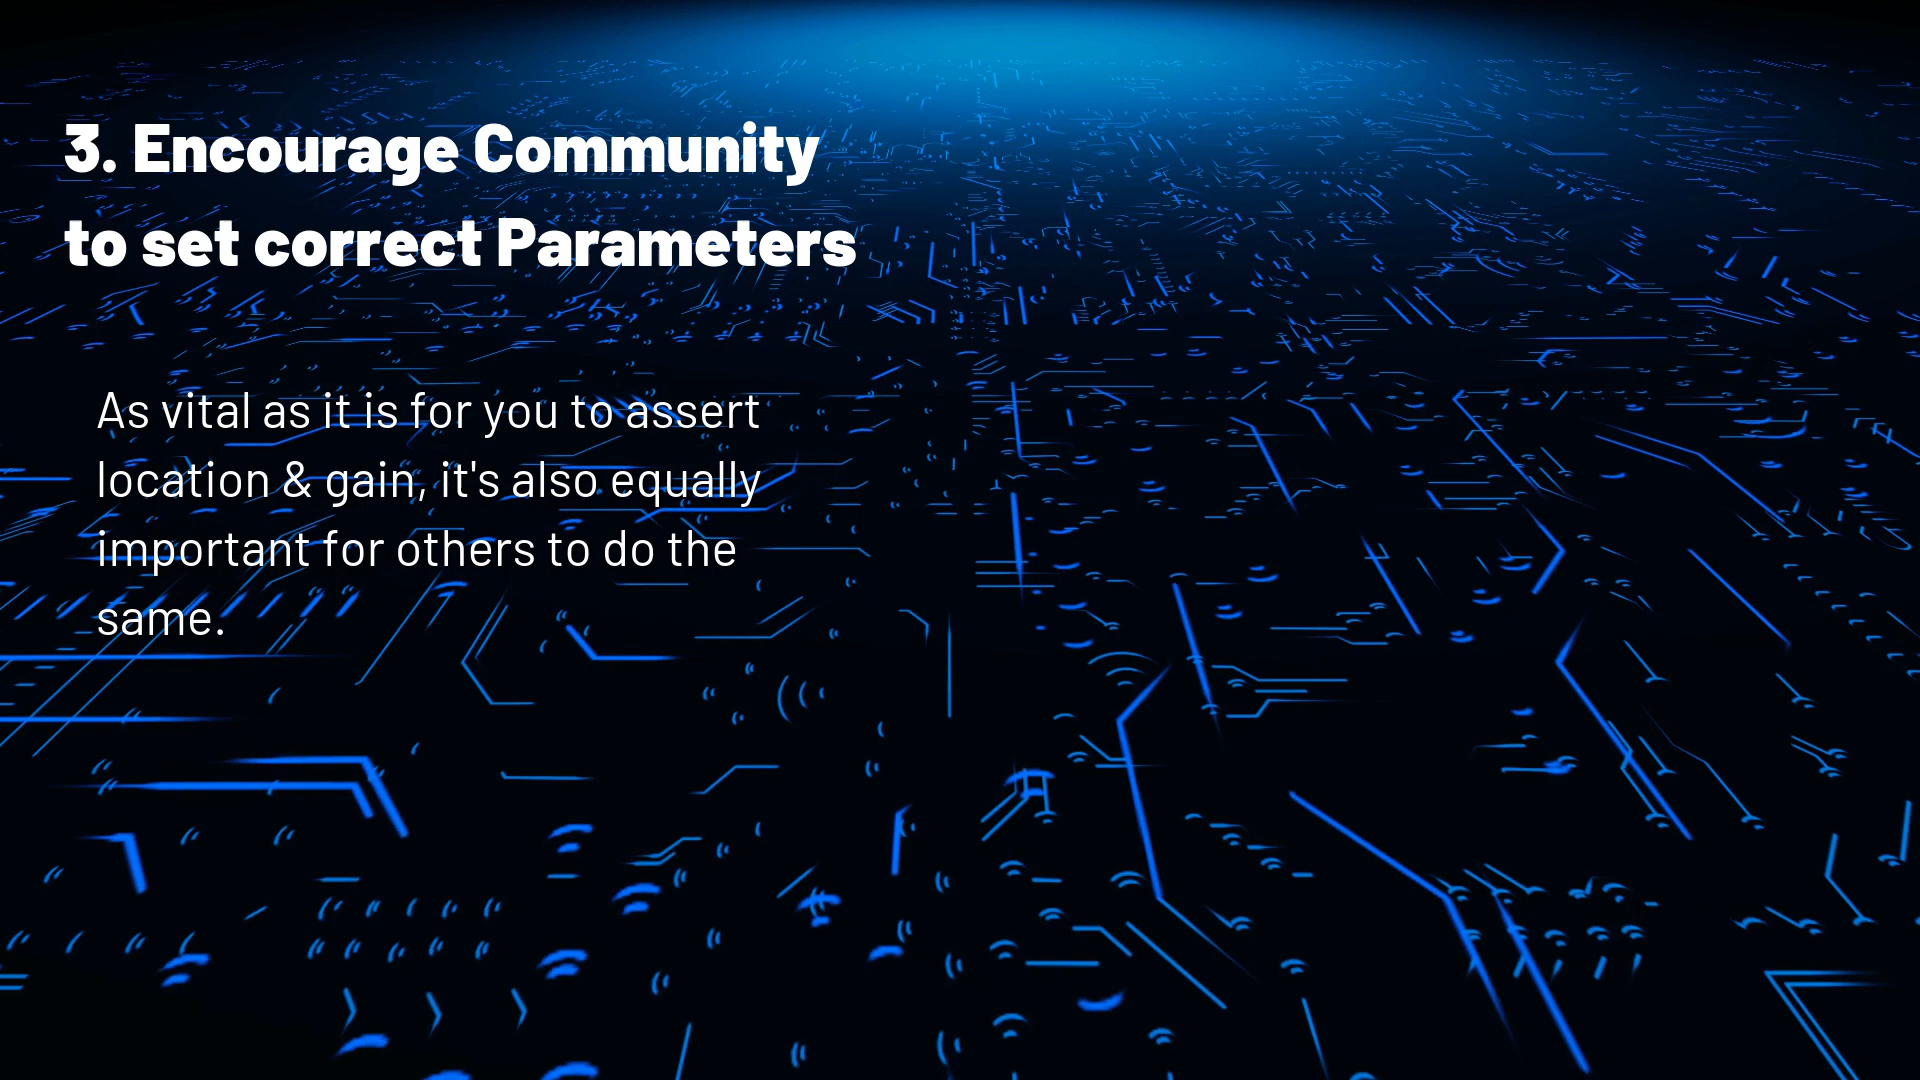 3. Encourage Community
to set correct Parameters
As vital as it is for you to assert
location & gain, it's also equally
important for others to do the
same.